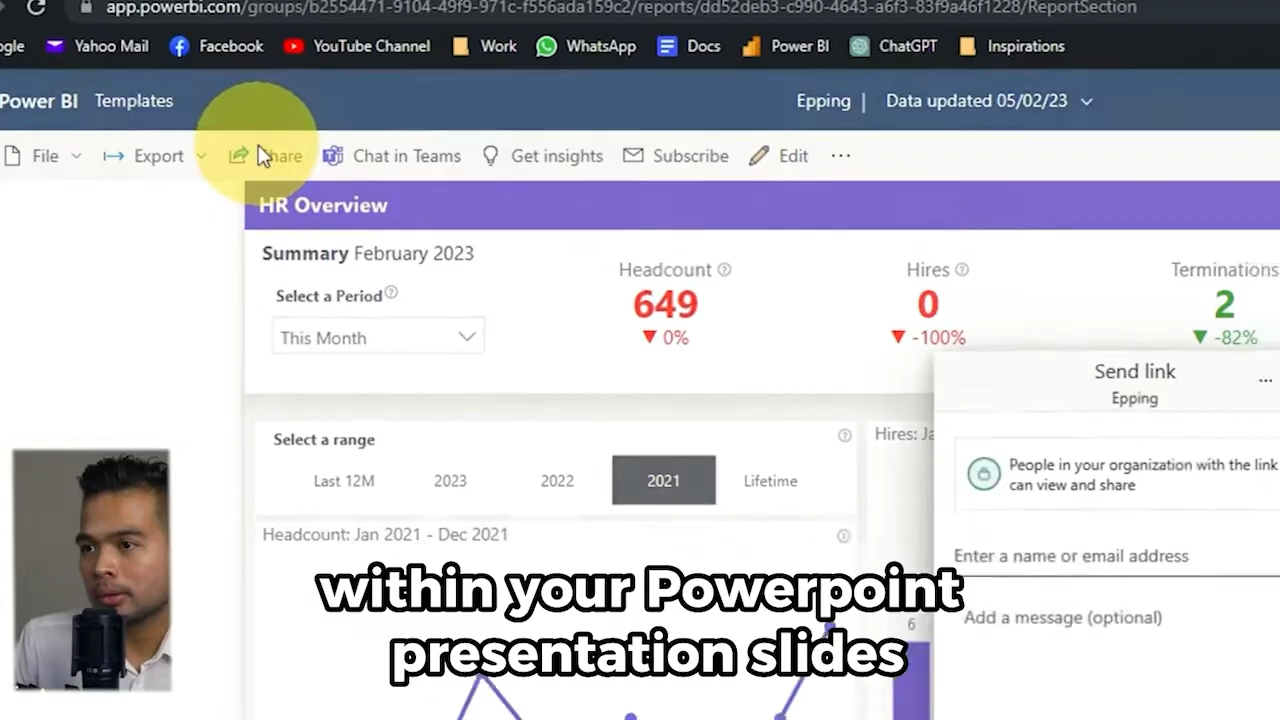 app.powerbi.com/groups/b2554471-9104-49f9-971c-f556ada159c2/reports/dd52deb3-c990-4643-a6f3-83f9a46f1228/ReportSection
ogle Yahoo Mail Facebook YouTube Channel Work WhatsApp Docs Power BI ChatGPT Inspirations
Power BI Templates Epping | Data updated 05/02/23
File Export Share Chat in Teams Get insights Subscribe Edit ...
HR Overview
Summary February 2023
Select a Period
This Month
Headcount
649
▼ 0%
Hires
0
▼ -100%
Terminations
2
▼ -82%
Select a range
Last 12M 2023 2022 2021 Lifetime
Headcount: Jan 2021 - Dec 2021
Hires: Ja
6
Send link
...
Epping
People in your organization with the link
can view and share
Enter a name or email address
Add a message (optional)
within your Powerpoint
presentation slides